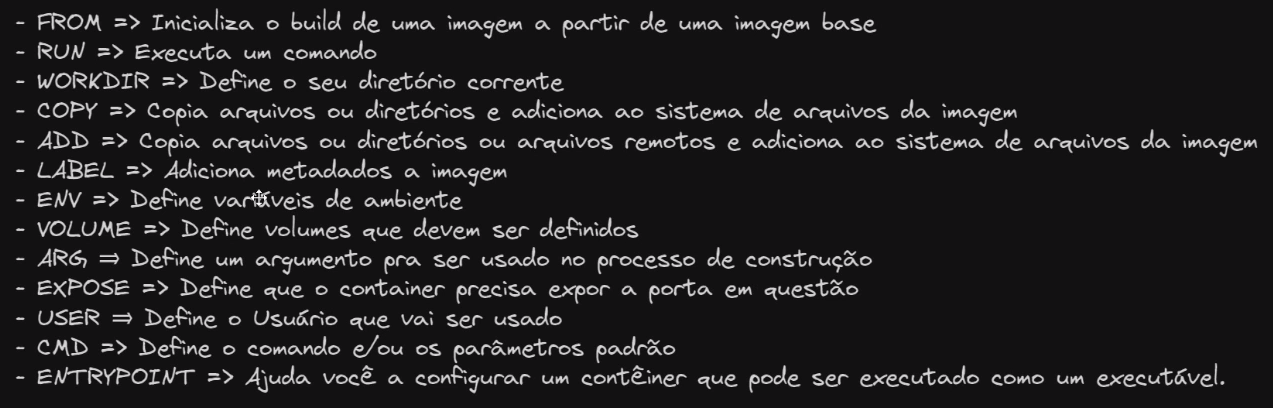 - FROM => Inicializa o build de uma imagem a partir de uma imagem base
- RUN => Executa um comando
- WORKDIR => Define o seu diretório corrente
- COPY => Copia arquivos ou diretórios e adiciona ao sistema de arquivos da imagem
- ADD => Copia arquivos ou diretórios ou arquivos remotos e adiciona ao sistema de arquivos da imagem
- LABEL => Adiciona metadados a imagem
- ENV => Define variáveis de ambiente
- VOLUME => Define volumes que devem ser definidos
- ARG => Define um argumento pra ser usado no processo de construção
- EXPOSE => Define que o container precisa expor a porta em questão
- USER => Define o Usuário que vai ser usado
- CMD => Define o comando e/ou os parâmetros padrão
- ENTRYPOINT => Ajuda você a configurar um contêiner que pode ser executado como um executável.